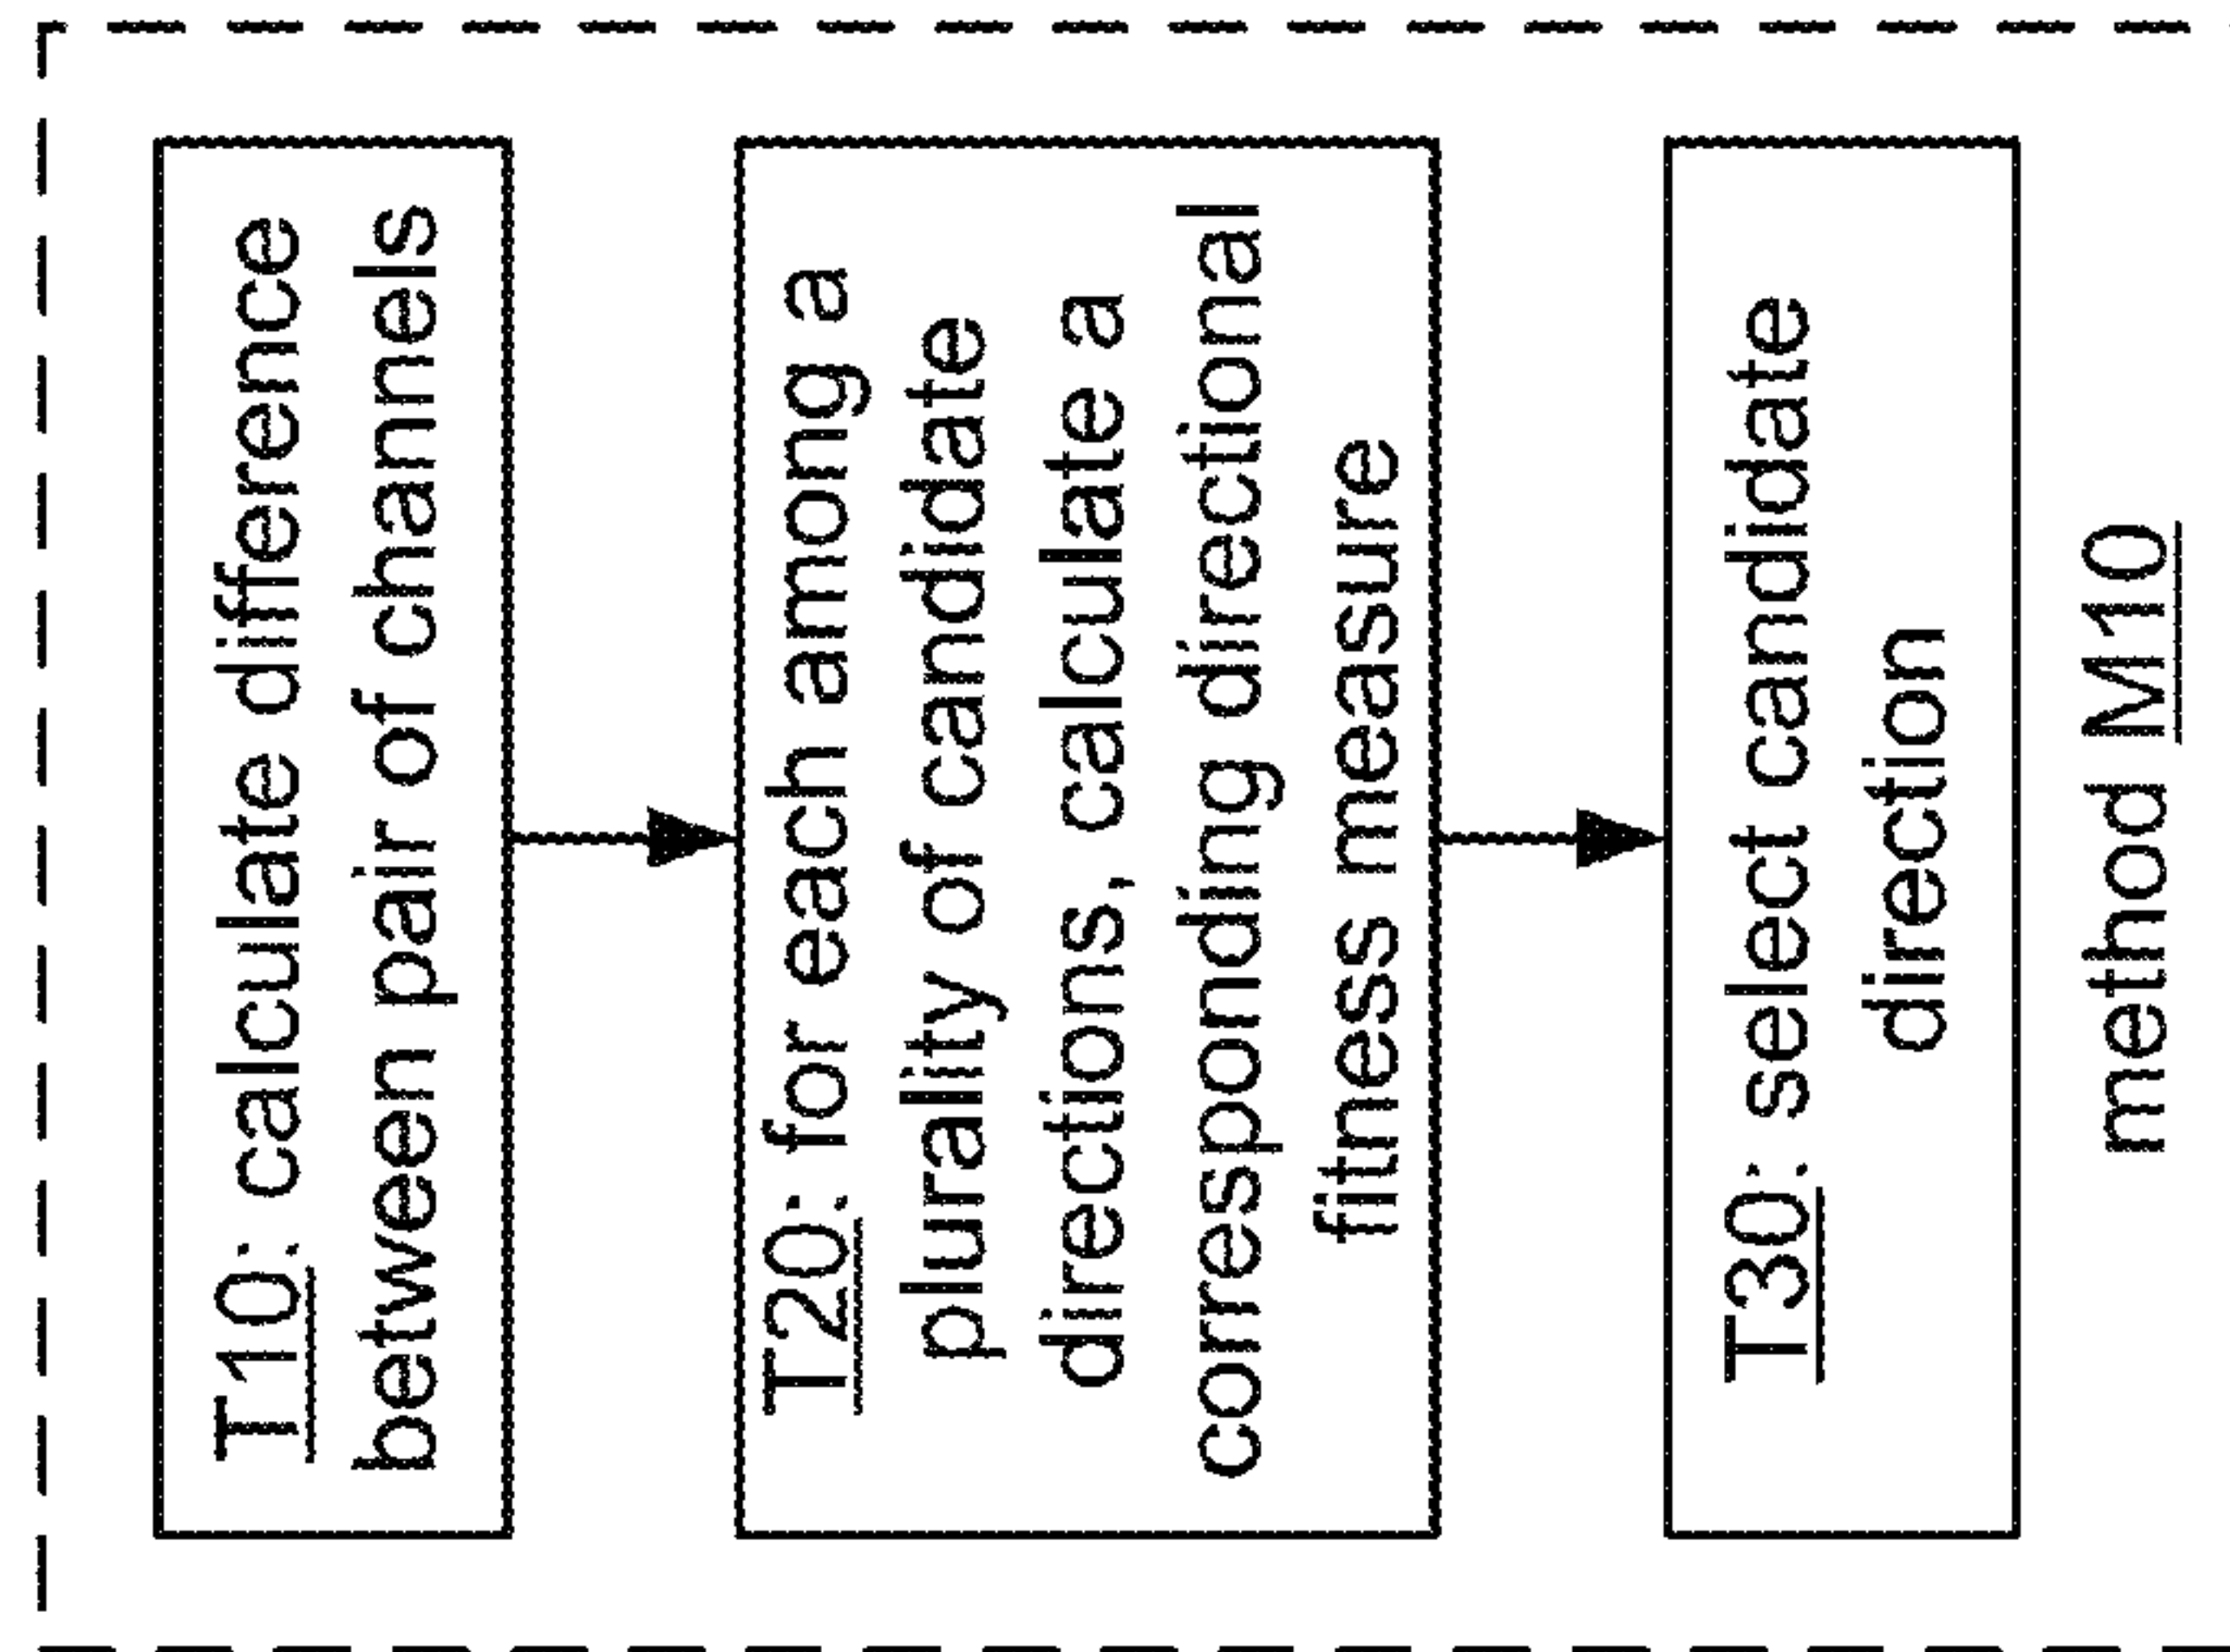 T10: calculate difference
between pair of channels
T20: for each among a
plurality of candidate
directions, calculate a
corresponding directional
fitness measure
T30: select candidate
direction
method M10